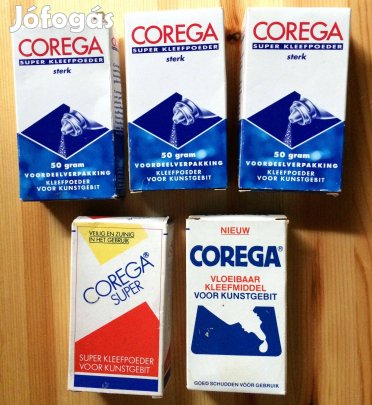 Jófogás
COREGA
SUPER KLEEFPOEDER
sterk
50 gram
VOORDEELVERPAKKING
KLEEFPOEDER
VOOR KUNSTGEBIT
COREGA
SUPER KLEEFPOEDER
sterk
50 gram
VOORDEELVERPAKKING
KLEEFPOEDER
VOOR KUNSTGEBIT
COREGA
SUPER KLEEFPOEDER
sterk
50 gram
VOORDEELVERPAKKING
KLEEFPOEDER
VOOR KUNSTGEBIT
VEILIG EN ZUINIG
IN HET GEBRUIK
COREGA®
SUPER
SUPER KLEEFPOEDER
VOOR KUNSTGEBIT
NIEUW
COREGA®
VLOEIBAAR
KLEEFMIDDEL
VOOR KUNSTGEBIT
GOED SCHUDDEN VÓÓR GEBRUIK